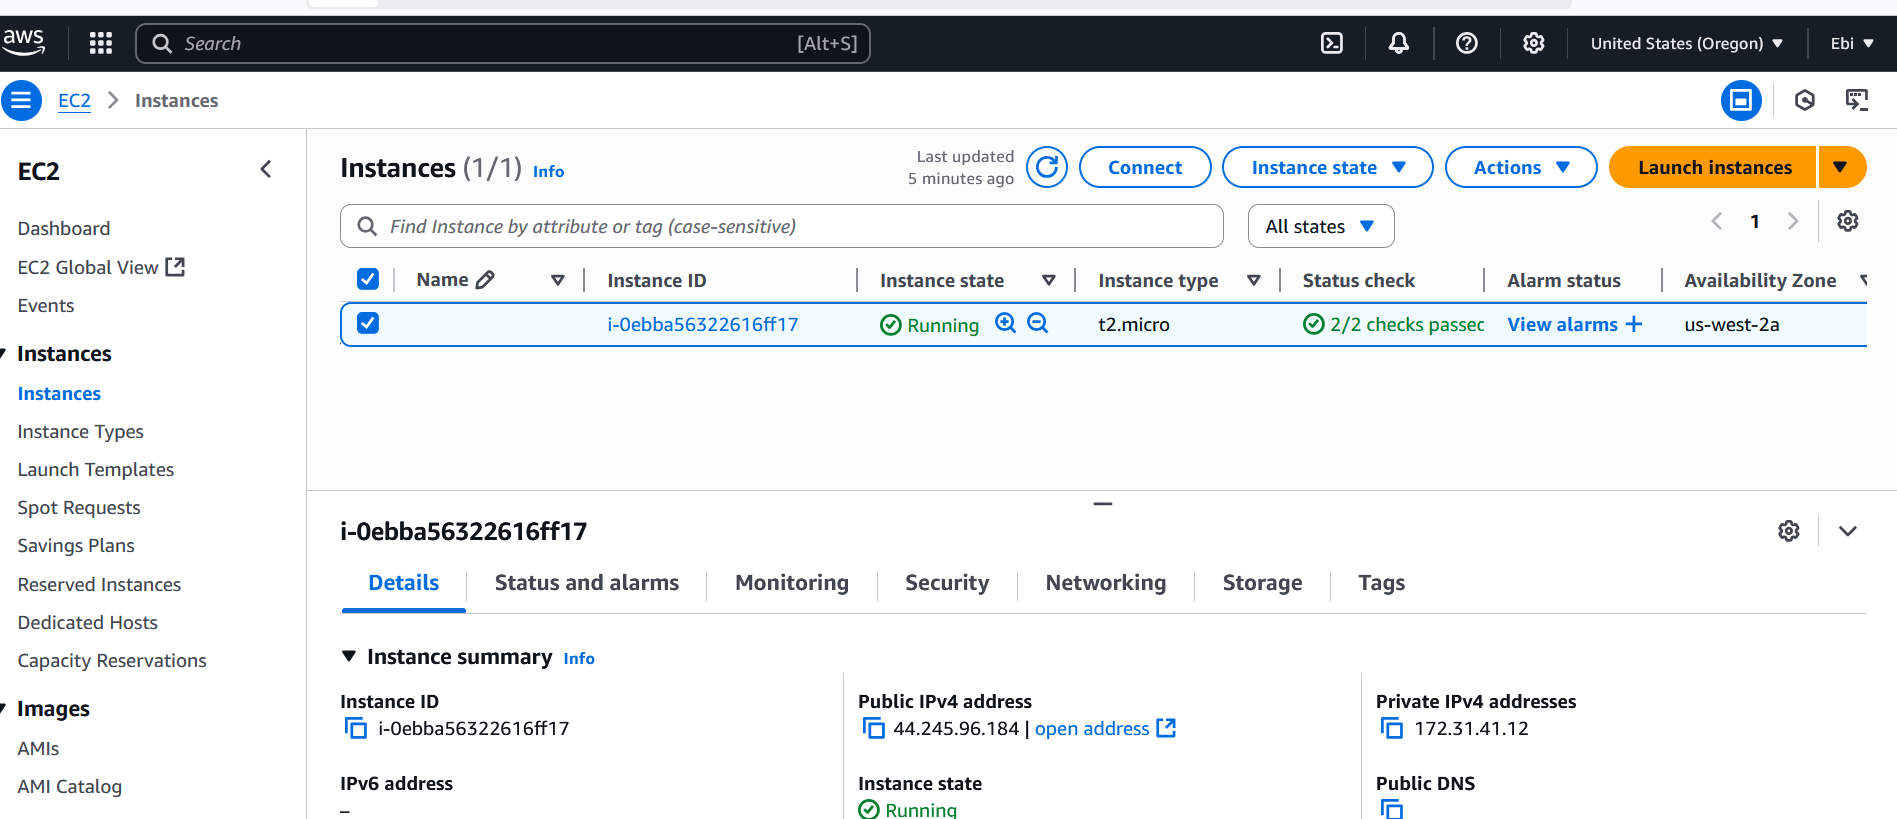 aws
Search [Alt+S]
United States (Oregon)
Ebi
EC2 > Instances
EC2
Dashboard
EC2 Global View
Events
Instances
Instances
Instance Types
Launch Templates
Spot Requests
Savings Plans
Reserved Instances
Dedicated Hosts
Capacity Reservations
Images
AMIs
AMI Catalog
Instances (1/1) Info
Last updated
5 minutes ago
Connect
Instance state
Actions
Launch instances
Find Instance by attribute or tag (case-sensitive)
All states
1
Name Instance ID Instance state Instance type Status check Alarm status Availability Zone
i-0ebba56322616ff17 Running t2.micro 2/2 checks passed View alarms + us-west-2a
i-0ebba56322616ff17
Details Status and alarms Monitoring Security Networking Storage Tags
Instance summary Info
Instance ID
i-0ebba56322616ff17
Public IPv4 address
44.245.96.184 | open address
Private IPv4 addresses
172.31.41.12
IPv6 address
–
Instance state
Running
Public DNS